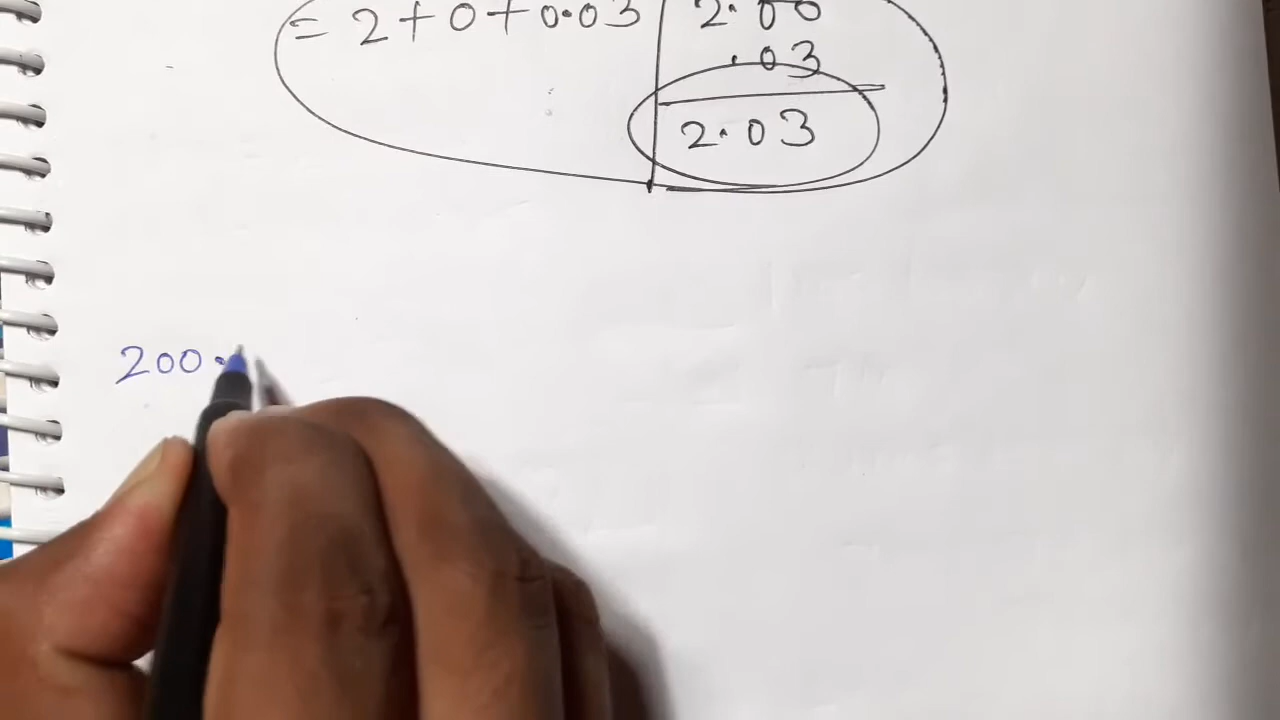 = 2 + 0 + 0.03
2.00
.03
2.03
200.